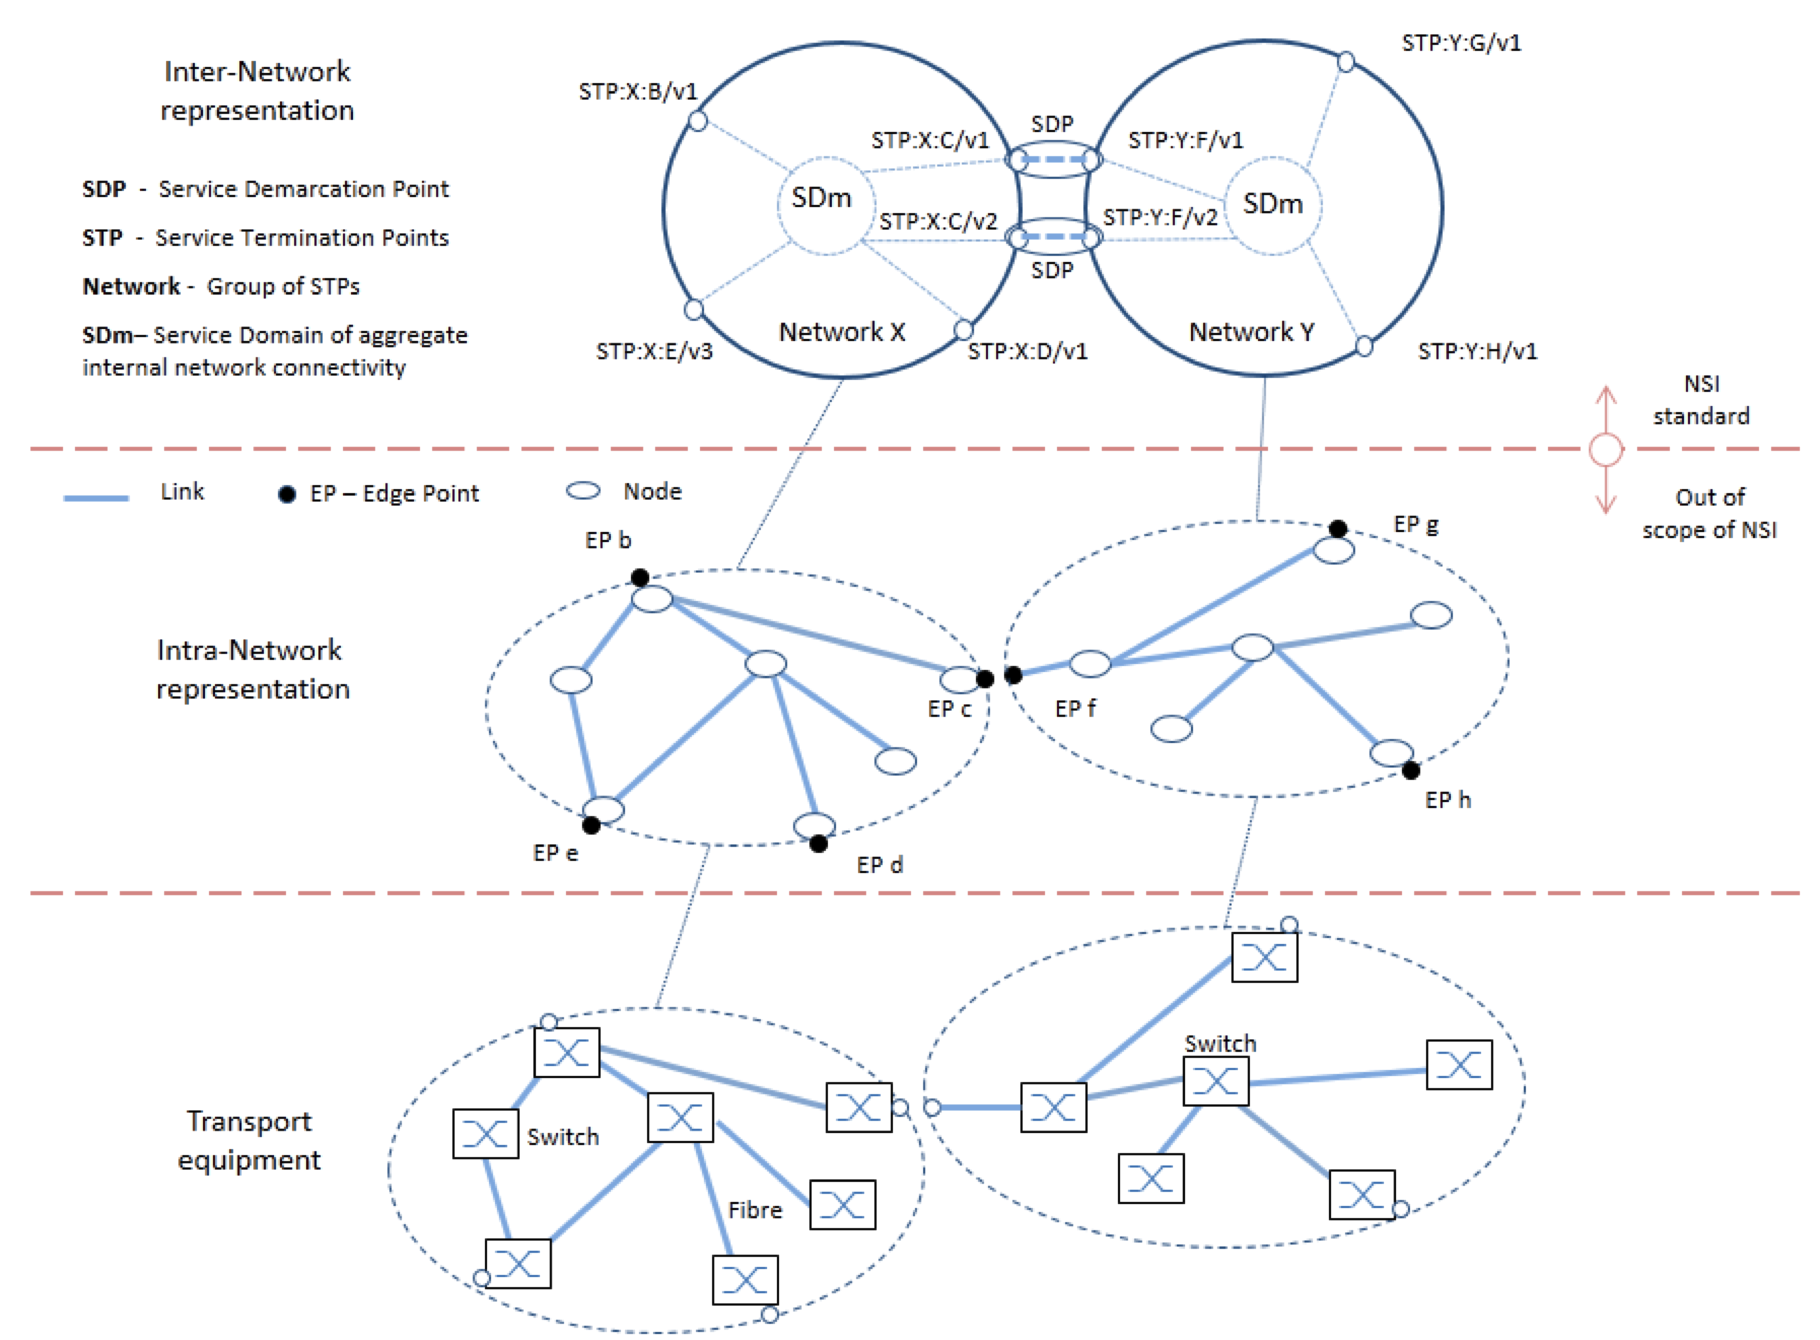 Inter-Network
representation
SDP - Service Demarcation Point
STP - Service Termination Points
Network - Group of STPs
SDm– Service Domain of aggregate
internal network connectivity
STP:X:B/v1
STP:X:C/v1
SDP
STP:Y:F/v1
STP:Y:G/v1
SDm
SDm
STP:X:C/v2
STP:Y:F/v2
SDP
Network X
Network Y
STP:X:E/v3
STP:X:D/v1
STP:Y:H/v1
NSI
standard
Out of
scope of NSI
Link
EP – Edge Point
Node
EP b
EP g
Intra-Network
representation
EP c
EP f
EP e
EP d
EP h
Transport
equipment
Switch
Switch
Fibre